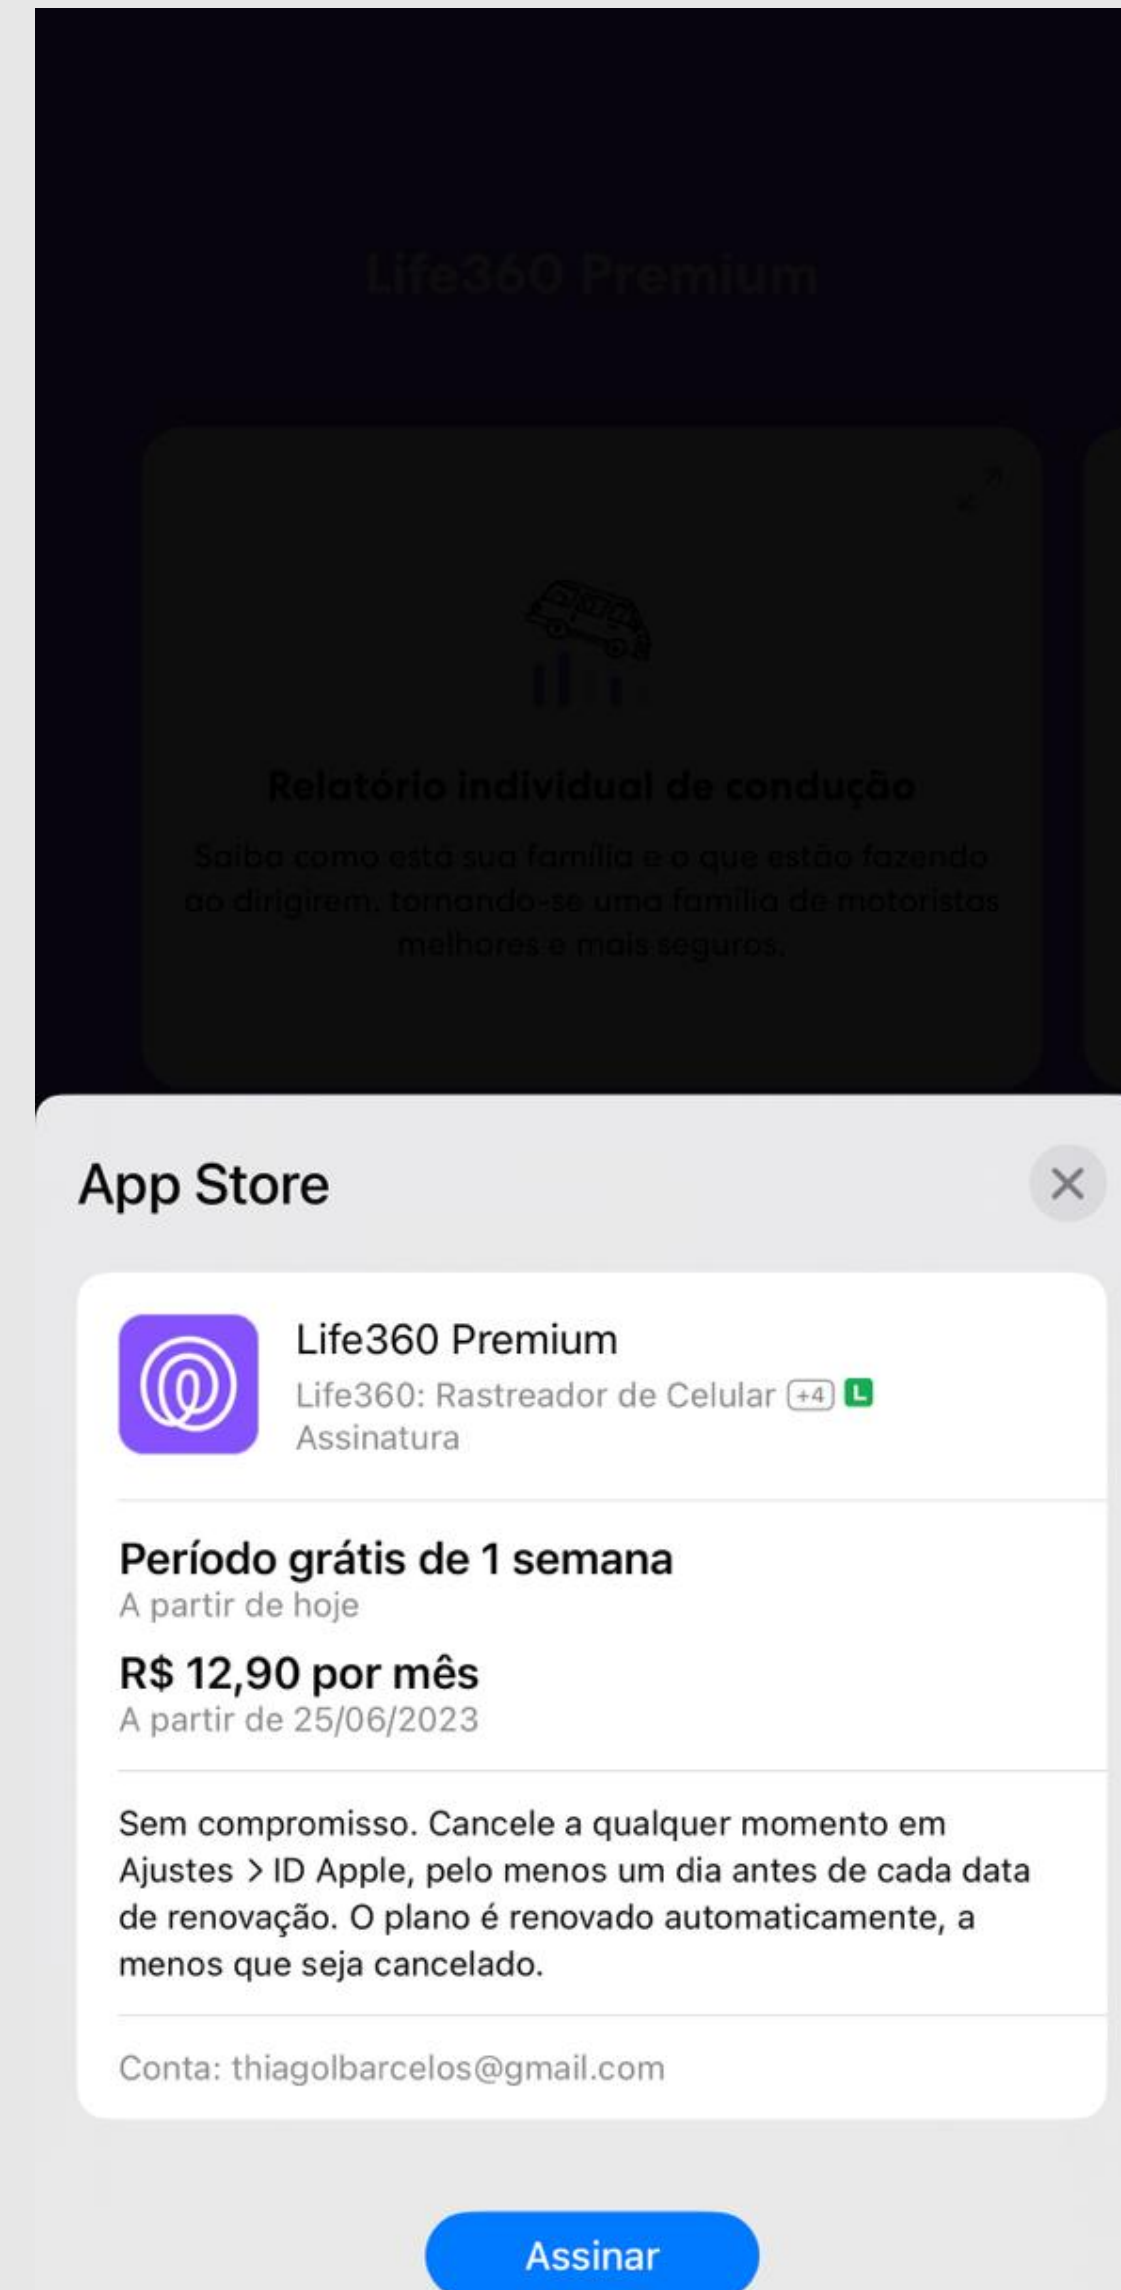 Life360 Premium
Relatório individual de condução
Saiba como está sua família e o que estão fazendo
ao dirigirem, tornando-se uma família de motoristas
melhores e mais seguros.
App Store
Life360 Premium
Life360: Rastreador de Celular +4 L
Assinatura
Período grátis de 1 semana
A partir de hoje
R$ 12,90 por mês
A partir de 25/06/2023
Sem compromisso. Cancele a qualquer momento em
Ajustes > ID Apple, pelo menos um dia antes de cada data
de renovação. O plano é renovado automaticamente, a
menos que seja cancelado.
Conta: thiagolbarcelos@gmail.com
Assinar